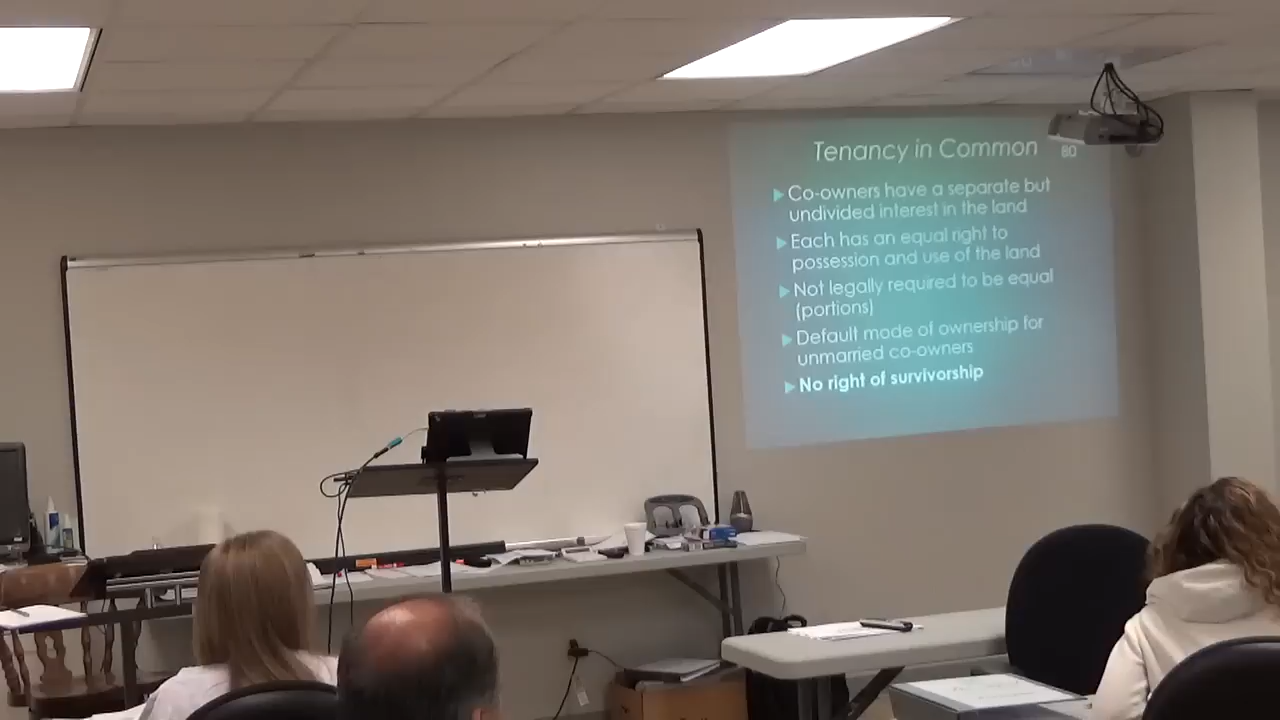 Tenancy in Common
80
Co-owners have a separate but
undivided interest in the land
Each has an equal right to
possession and use of the land
Not legally required to be equal
(portions)
Default mode of ownership for
unmarried co-owners
No right of survivorship